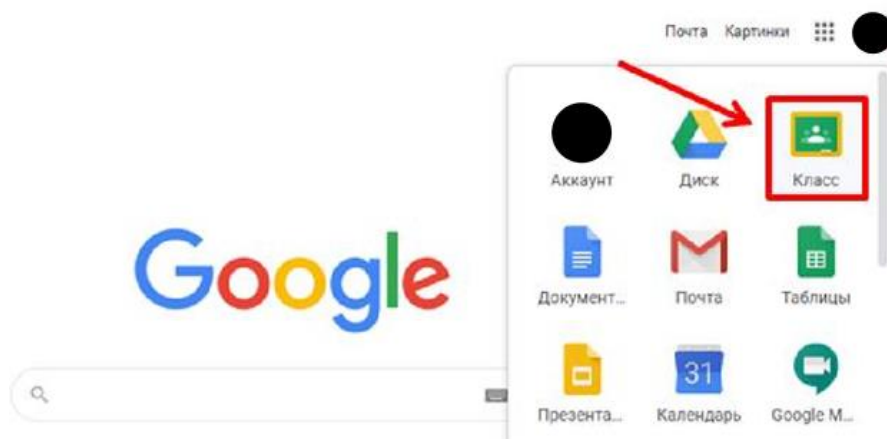 Почта Картинки
Аккаунт Диск Класс
Google
Документ... Почта Таблицы
31
Презента... Календарь Google M...